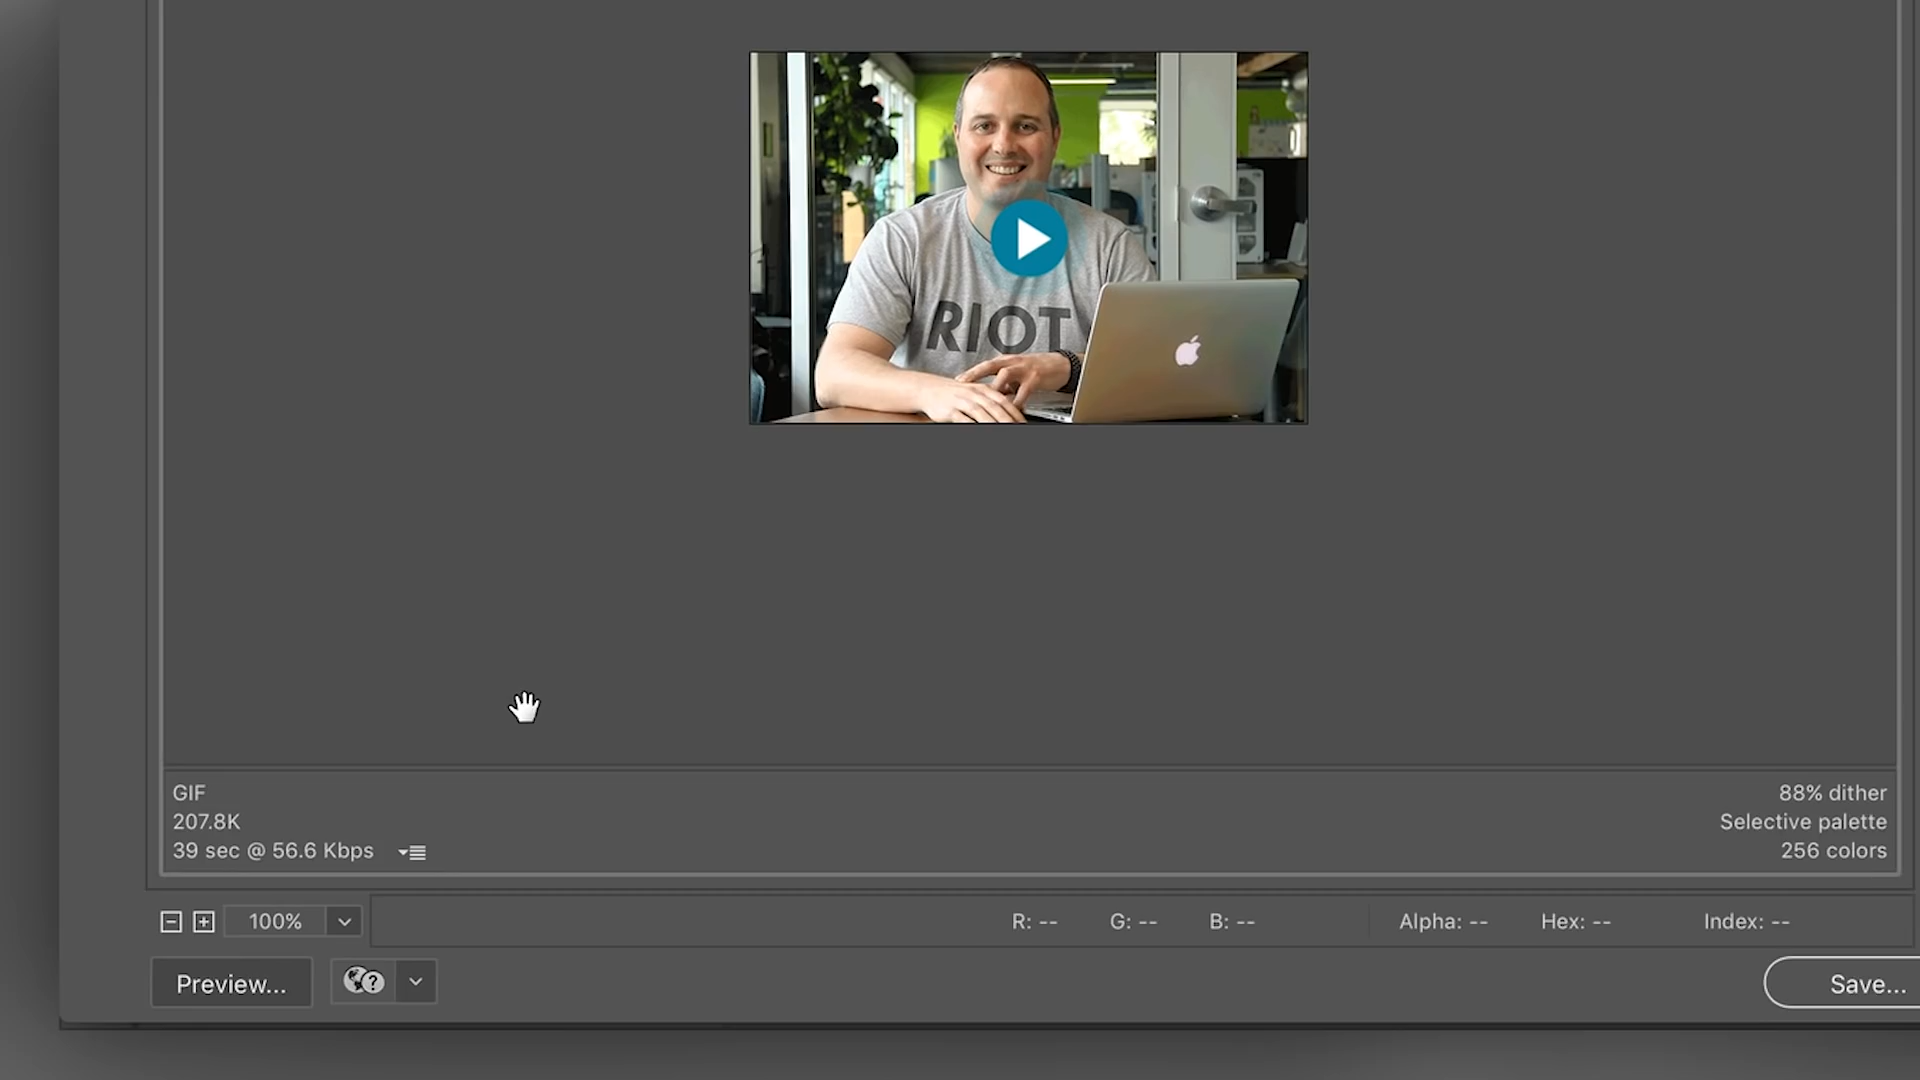 RIOT
GIF
207.8K
39 sec @ 56.6 Kbps
88% dither
Selective palette
256 colors
100%
R: --
G: --
B: --
Alpha: --
Hex: --
Index: --
Preview...
?
Save...